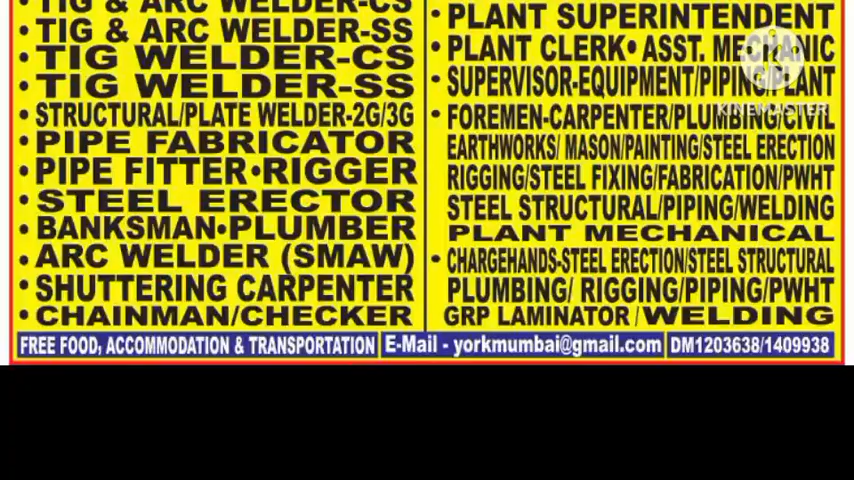 • TIG & ARC WELDER-CS
• TIG & ARC WELDER-SS
• TIG WELDER-CS
• TIG WELDER-SS
• STRUCTURAL/PLATE WELDER-2G/3G
• PIPE FABRICATOR
• PIPE FITTER•RIGGER
• STEEL ERECTOR
• BANKSMAN•PLUMBER
• ARC WELDER (SMAW)
• SHUTTERING CARPENTER
• CHAINMAN/CHECKER
• PLANT SUPERINTENDENT
• PLANT CLERK• ASST. MECHANIC
• SUPERVISOR-EQUIPMENT/PIPING/PLANT
• FOREMEN-CARPENTER/PLUMBING/CIVIL
EARTHWORKS/ MASON/PAINTING/STEEL ERECTION
RIGGING/STEEL FIXING/FABRICATION/PWHT
STEEL STRUCTURAL/PIPING/WELDING
PLANT MECHANICAL
• CHARGEHANDS-STEEL ERECTION/STEEL STRUCTURAL
PLUMBING/ RIGGING/PIPING/PWHT
GRP LAMINATOR/WELDING
FREE FOOD, ACCOMMODATION & TRANSPORTATION
E-Mail - yorkmumbai@gmail.com
DM1203638/1409938
KINEMASTER